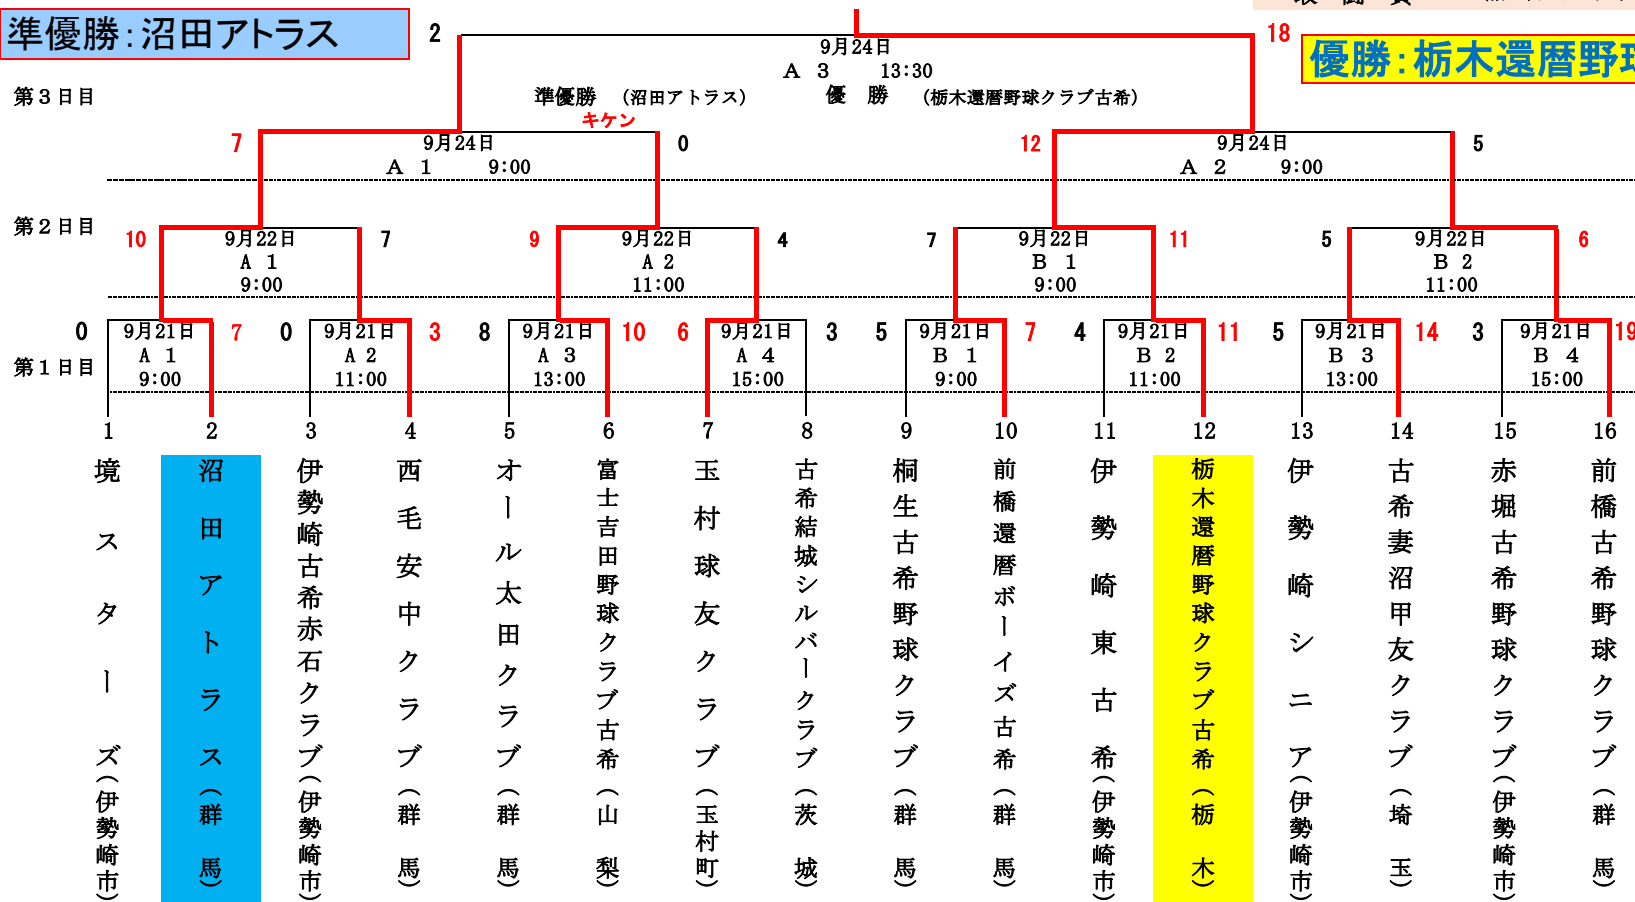 準優勝：沼田アトラス
2
18
優勝：栃木還暦野
9月24日
A 3 13:30
第３日目
準優勝 （沼田アトラス） 優 勝 （栃木還暦野球クラブ古希）
キケン
7 9月24日 0 12 9月24日 5
A 1 9:00 A 2 9:00
第２日目
10 9月22日 7 9 9月22日 4 7 9月22日 11 5 9月22日 6
A 1 A 2 B 1 B 2
9:00 11:00 9:00 11:00
0 9月21日 7 0 9月21日 3 8 9月21日 10 6 9月21日 3 5 9月21日 7 4 9月21日 11 5 9月21日 14 3 9月21日 19
第１日目
A 1 A 2 A 3 A 4 B 1 B 2 B 3 B 4
9:00 11:00 13:00 15:00 9:00 11:00 13:00 15:00
1 2 3 4 5 6 7 8 9 10 11 12 13 14 15 16
境スターズ（伊勢崎市）
沼田アトラス（群馬）
伊勢崎古希赤石クラブ（伊勢崎市）
西毛安中クラブ（群馬）
オール太田クラブ（群馬）
富士吉田野球クラブ古希（山梨）
玉村球友クラブ（玉村町）
古希結城シルバークラブ（茨城）
桐生古希野球クラブ（群馬）
前橋還暦ボーイズ古希（群馬）
伊勢崎東古希（伊勢崎市）
栃木還暦野球クラブ古希（栃木）
伊勢崎シニア（伊勢崎市）
古希妻沼甲友クラブ（埼玉）
赤堀古希野球クラブ（伊勢崎市）
前橋古希野球クラブ（群馬）